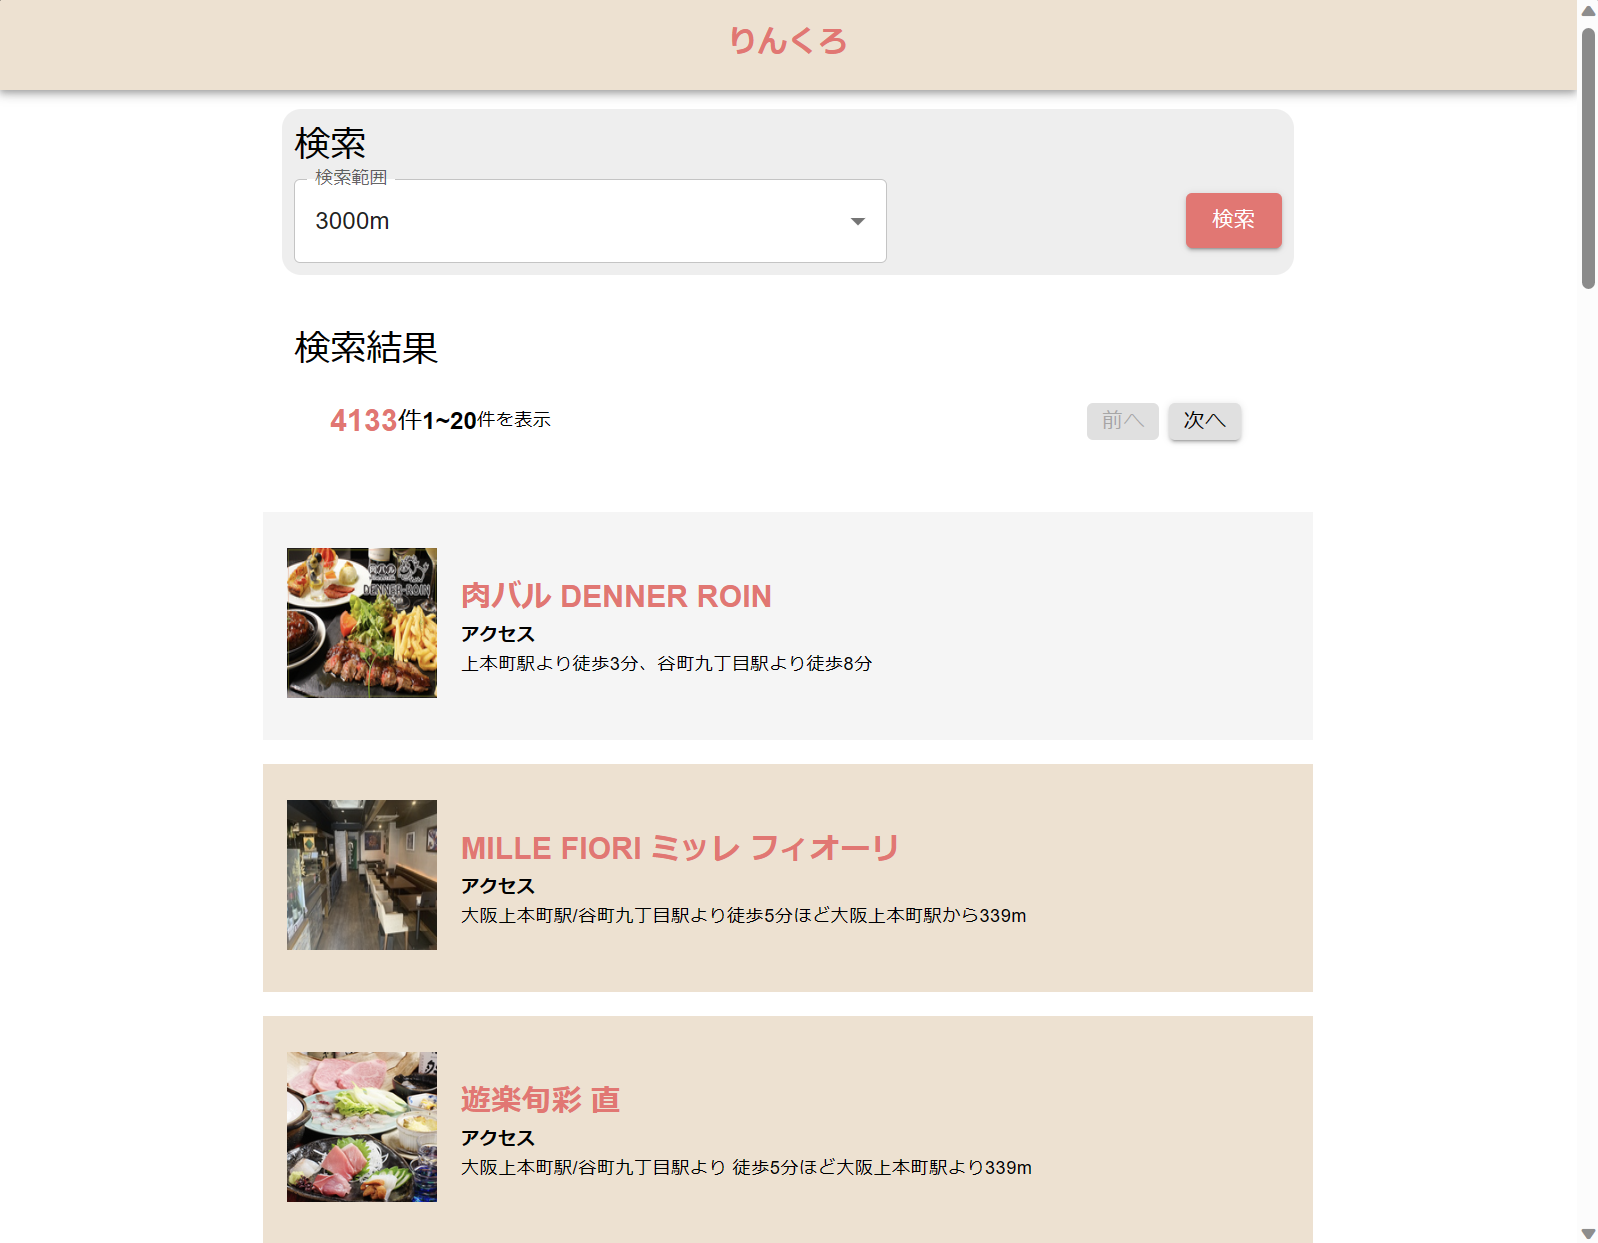 りんくろ
検索
検索範囲
3000m
検索
検索結果
4133件1~20件を表示
前へ 次へ
肉バル DENNER ROIN
アクセス
上本町駅より徒歩3分、谷町九丁目駅より徒歩8分
DENNER-ROIN
MILLE FIORI ミッレ フィオーリ
アクセス
大阪上本町駅/谷町九丁目駅より徒歩5分ほど大阪上本町駅から339m
遊楽旬彩 直
アクセス
大阪上本町駅/谷町九丁目駅より 徒歩5分ほど大阪上本町駅より339m